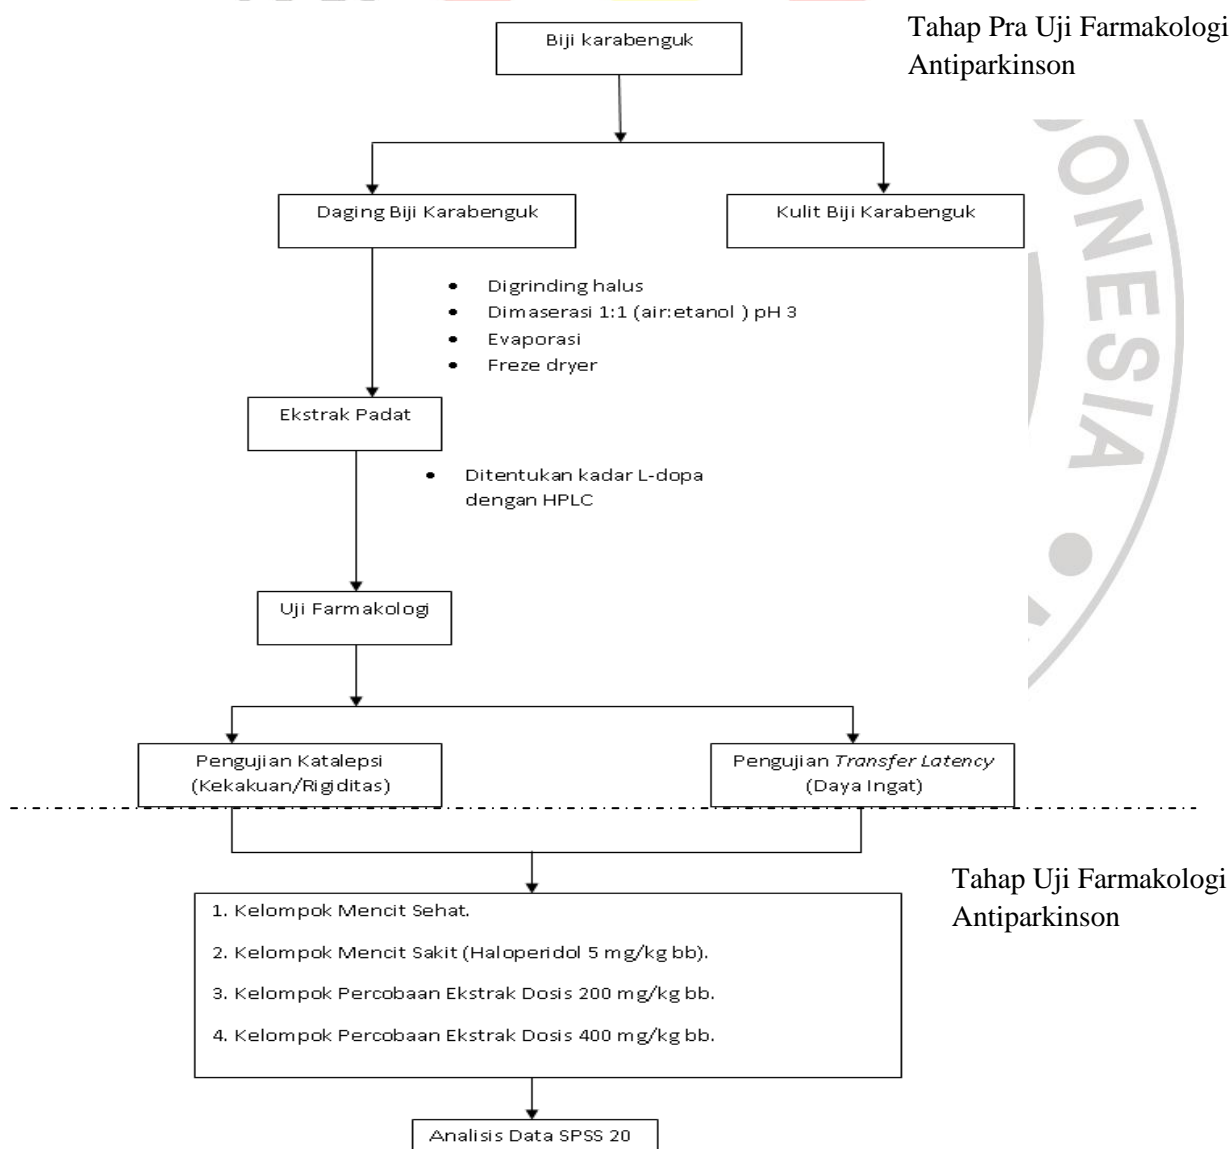 Tahap Pra Uji Farmakologi
Antiparkinson
Biji karabenguk
Daging Biji Karabenguk
Kulit Biji Karabenguk
• Digrinding halus
• Dimaserasi 1:1 (air:etanol ) pH 3
• Evaporasi
• Freze dryer
Ekstrak Padat
• Ditentukan kadar L-dopa
dengan HPLC
Uji Farmakologi
Pengujian Katalepsi
(Kekakuan/Rigiditas)
Pengujian Transfer Latency
(Daya Ingat)
Tahap Uji Farmakologi
Antiparkinson
1. Kelompok Mencit Sehat.
2. Kelompok Mencit Sakit (Haloperidol 5 mg/kg bb).
3. Kelompok Percobaan Ekstrak Dosis 200 mg/kg bb.
4. Kelompok Percobaan Ekstrak Dosis 400 mg/kg bb.
Analisis Data SPSS 20
ONESIA